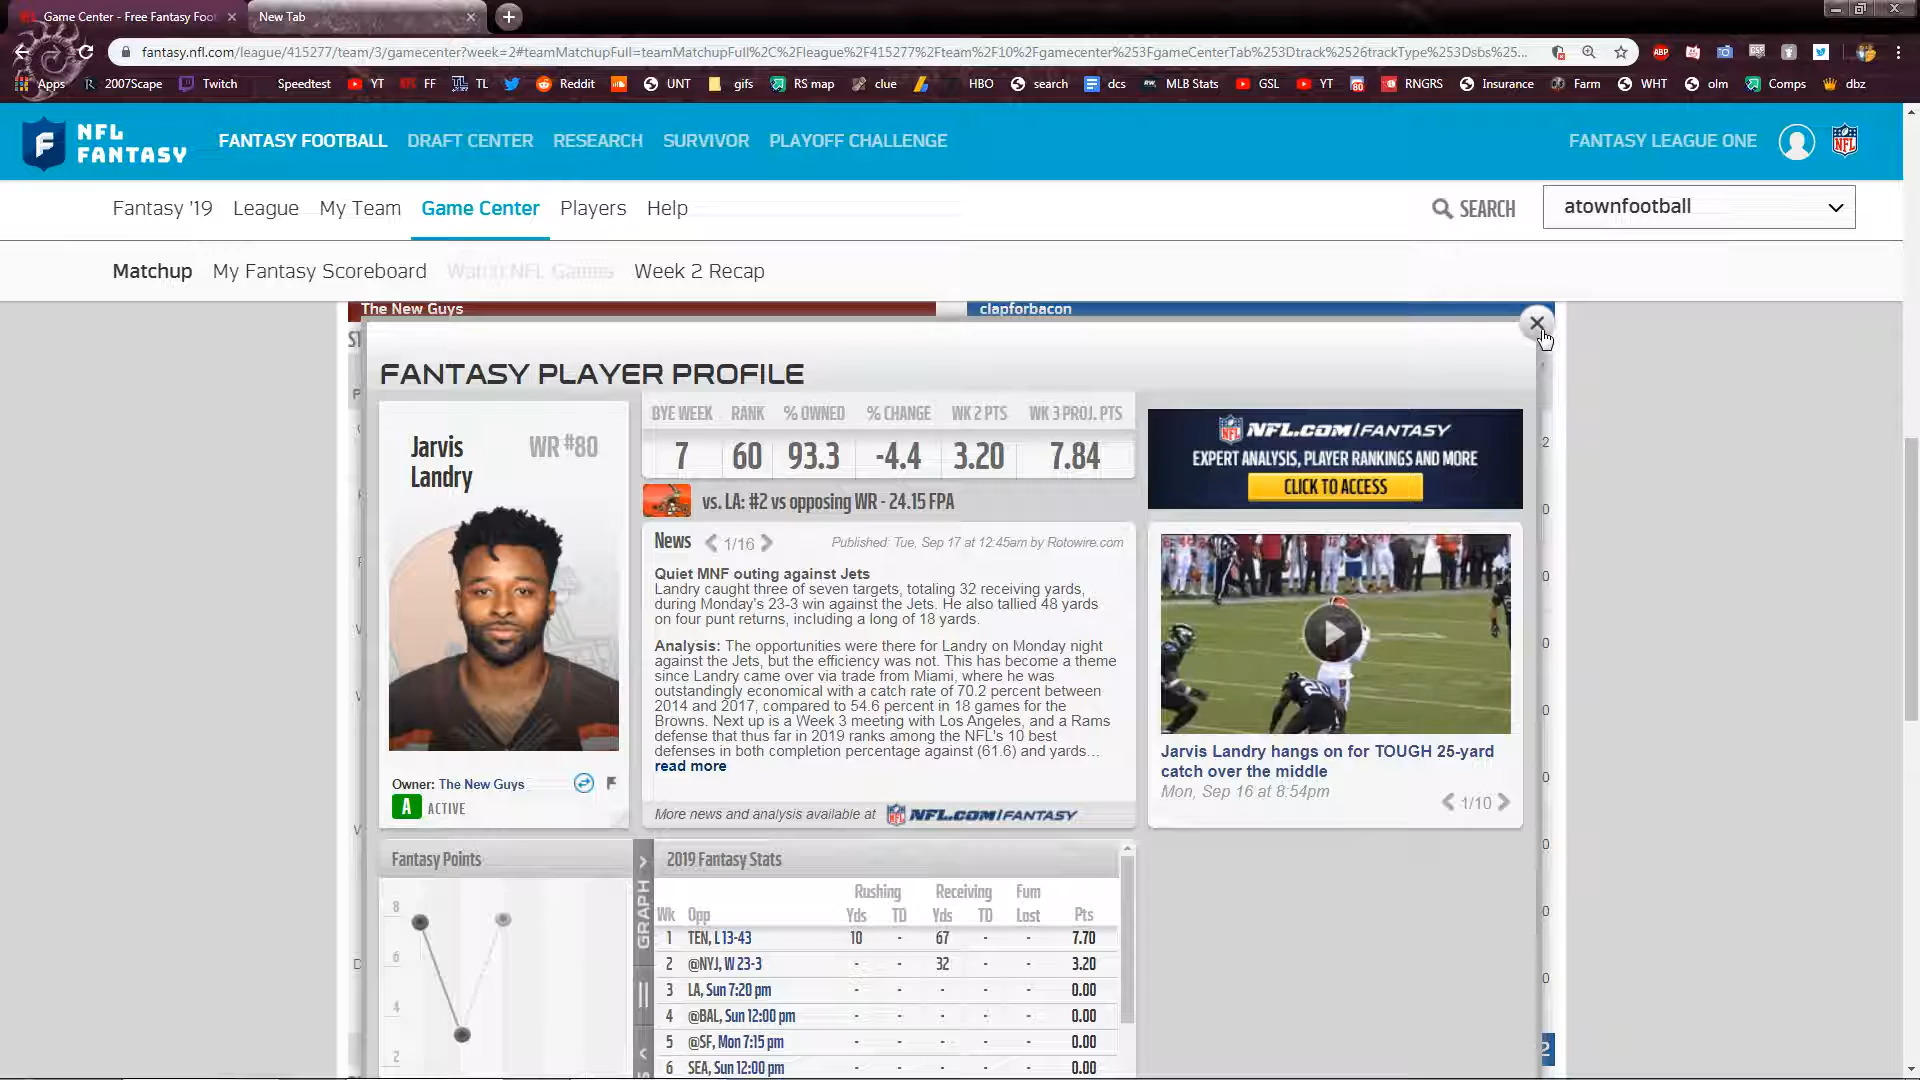 Game Center - Free Fantasy Foot
New Tab
fantasy.nfl.com/league/415277/team/3/gamecenter?week=2#teamMatchupFull=teamMatchupFull%2C%2Fleague%2F415277%2Fteam%2F10%2Fgamecenter%253FgameCenterTab%253Dtrack%2526trackType%253Dsbs%25...
Apps 2007Scape Twitch Speedtest YT FF TL Reddit UNT gifs RS map clue HBO search dcs MLB Stats GSL YT RNGRS Insurance Farm WHT olm Comps dbz
NFL FANTASY
FANTASY FOOTBALL DRAFT CENTER RESEARCH SURVIVOR PLAYOFF CHALLENGE FANTASY LEAGUE ONE
Fantasy '19 League My Team Game Center Players Help SEARCH atownfootball
Matchup My Fantasy Scoreboard Watch NFL Games Week 2 Recap
The New Guys clapforbacon
FANTASY PLAYER PROFILE
Jarvis Landry WR #80
BYE WEEK RANK % OWNED % CHANGE WK 2 PTS WK 3 PROJ. PTS
7 60 93.3 -4.4 3.20 7.84
vs. LA: #2 vs opposing WR - 24.15 FPA
NFL.COM/FANTASY
EXPERT ANALYSIS, PLAYER RANKINGS AND MORE
CLICK TO ACCESS
News 1/16 Published: Tue, Sep 17 at 12:45am by Rotowire.com
Quiet MNF outing against Jets
Landry caught three of seven targets, totaling 32 receiving yards,
during Monday's 23-3 win against the Jets. He also tallied 48 yards
on four punt returns, including a long of 18 yards.
Analysis: The opportunities were there for Landry on Monday night
against the Jets, but the efficiency was not. This has become a theme
since Landry came over via trade from Miami, where he was
outstandingly economical with a catch rate of 70.2 percent between
2014 and 2017, compared to 54.6 percent in 18 games for the
Browns. Next up is a Week 3 meeting with Los Angeles, and a Rams
defense that thus far in 2019 ranks among the NFL's 10 best
defenses in both completion percentage against (61.6) and yards...
read more
More news and analysis available at NFL.COM/FANTASY
Jarvis Landry hangs on for TOUGH 25-yard
catch over the middle
Mon, Sep 16 at 8:54pm
1/10
Owner: The New Guys
A ACTIVE
Fantasy Points
8
6
4
2
GRAPH
2019 Fantasy Stats
Rushing Receiving Fum
Wk Opp Yds TD Yds TD Lost Pts
1 TEN, L 13-43 10 - 67 - - 7.70
2 @NYJ, W 23-3 - - 32 - - 3.20
3 LA, Sun 7:20 pm - - - - - 0.00
4 @BAL, Sun 12:00 pm - - - - - 0.00
5 @SF, Mon 7:15 pm - - - - - 0.00
6 SEA, Sun 12:00 pm - - - - - 0.00